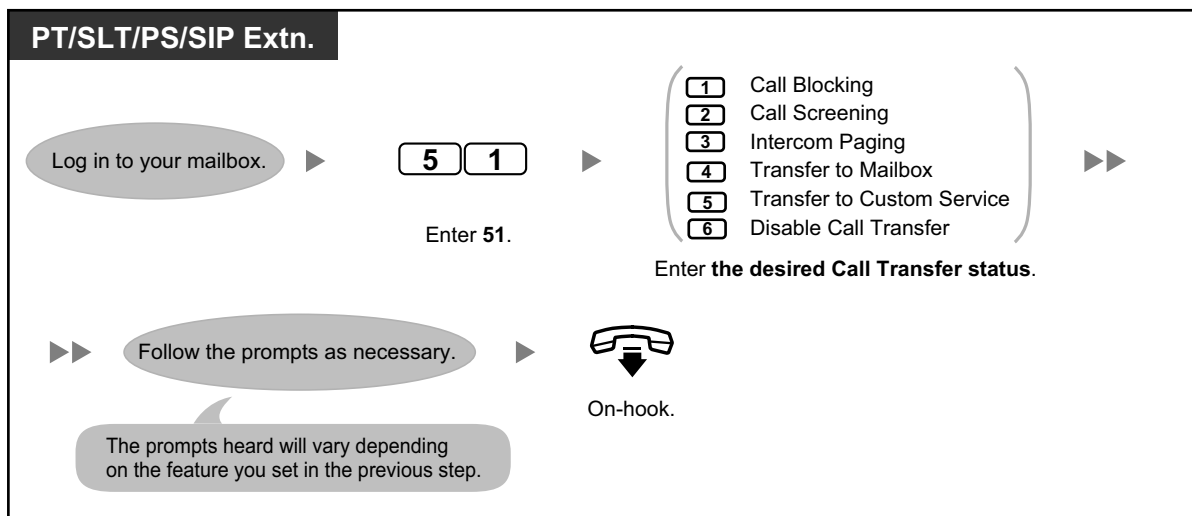 PT/SLT/PS/SIP Extn.
Log in to your mailbox.
5 1
Enter 51.
1 Call Blocking
2 Call Screening
3 Intercom Paging
4 Transfer to Mailbox
5 Transfer to Custom Service
6 Disable Call Transfer
Enter the desired Call Transfer status.
Follow the prompts as necessary.
The prompts heard will vary depending
on the feature you set in the previous step.
On-hook.